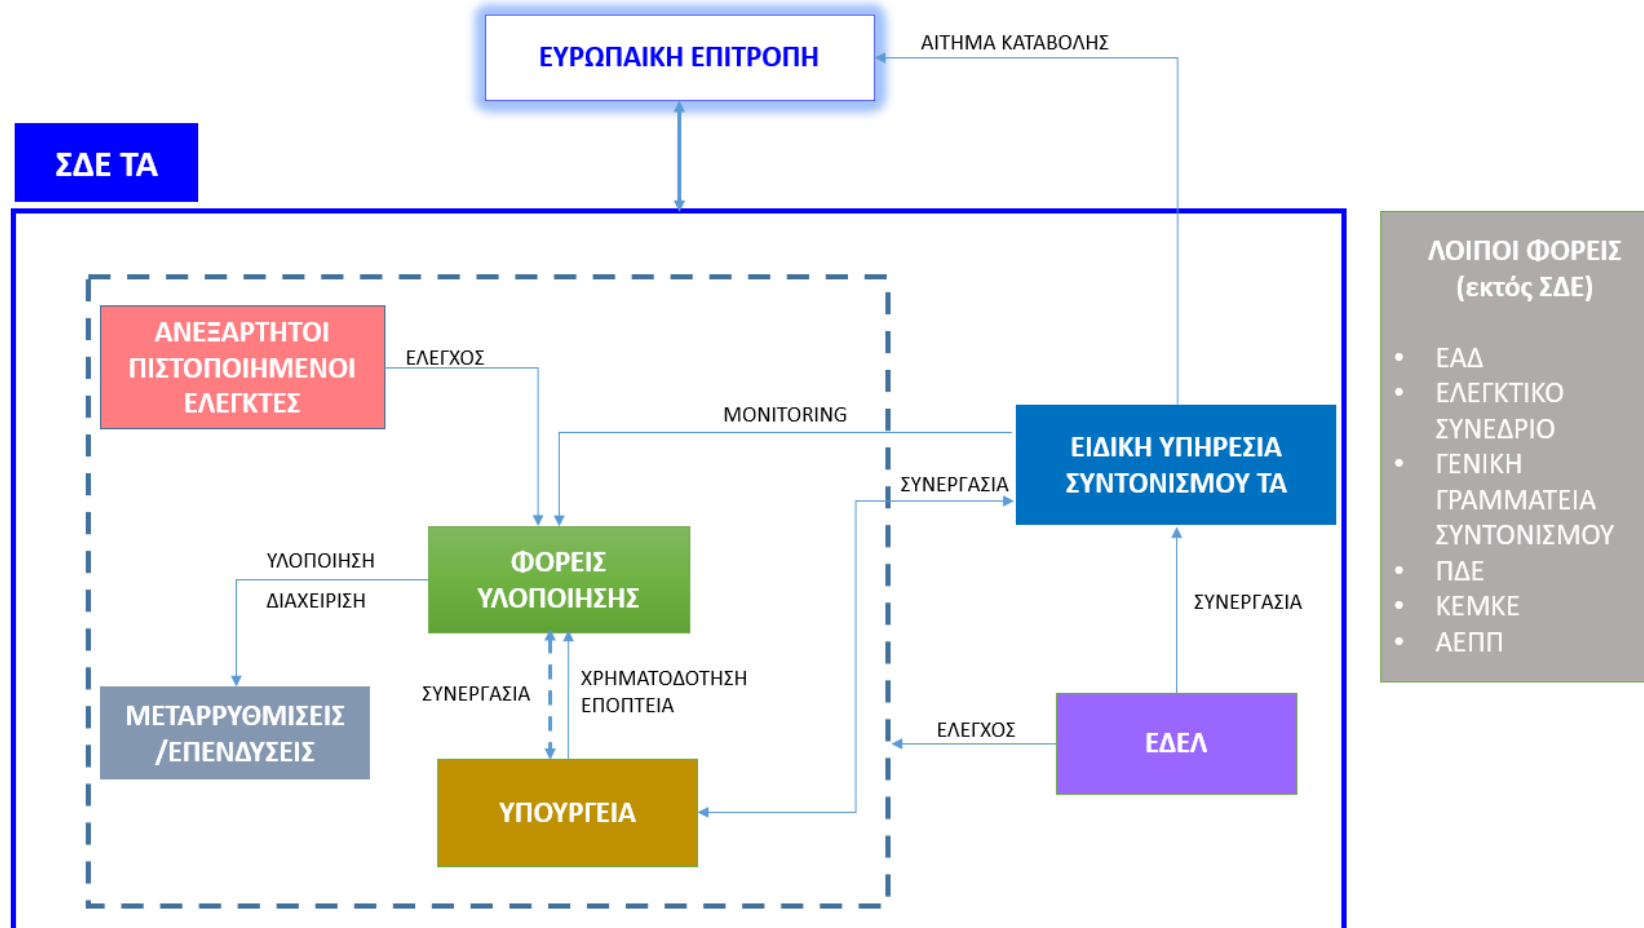 ΕΥΡΩΠΑΙΚΗ ΕΠΙΤΡΟΠΗ
ΑΙΤΗΜΑ ΚΑΤΑΒΟΛΗΣ
ΣΔΕ ΤΑ
ΑΝΕΞΑΡΤΗΤΟΙ
ΠΙΣΤΟΠΟΙΗΜΕΝΟΙ
ΕΛΕΓΚΤΕΣ
ΕΛΕΓΧΟΣ
MONITORING
ΕΙΔΙΚΗ ΥΠΗΡΕΣΙΑ
ΣΥΝΤΟΝΙΣΜΟΥ ΤΑ
ΣΥΝΕΡΓΑΣΙΑ
ΦΟΡΕΙΣ
ΥΛΟΠΟΙΗΣΗΣ
ΥΛΟΠΟΙΗΣΗ
ΔΙΑΧΕΙΡΙΣΗ
ΣΥΝΕΡΓΑΣΙΑ
ΣΥΝΕΡΓΑΣΙΑ
ΧΡΗΜΑΤΟΔΟΤΗΣΗ
ΕΠΟΠΤΕΙΑ
ΜΕΤΑΡΡΥΘΜΙΣΕΙΣ
/ΕΠΕΝΔΥΣΕΙΣ
ΕΛΕΓΧΟΣ
ΕΔΕΛ
ΥΠΟΥΡΓΕΙΑ
ΛΟΙΠΟΙ ΦΟΡΕΙΣ
(εκτός ΣΔΕ)
• ΕΑΔ
• ΕΛΕΓΚΤΙΚΟ
ΣΥΝΕΔΡΙΟ
• ΓΕΝΙΚΗ
ΓΡΑΜΜΑΤΕΙΑ
ΣΥΝΤΟΝΙΣΜΟΥ
• ΠΔΕ
• ΚΕΜΚΕ
• ΑΕΠΠ